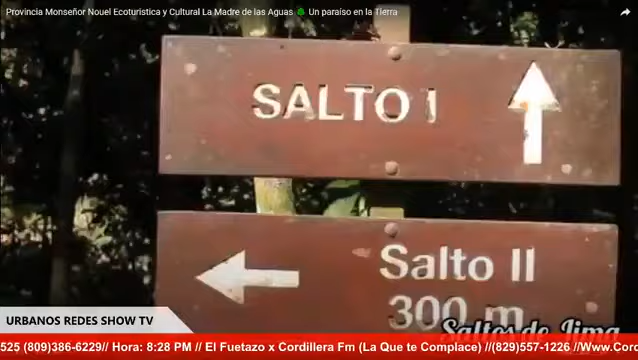 Provincia Monseñor Nouel Ecoturistica y Cultural La Madre de las Aguas 🌲 Un paraíso en la Tierra
SALTO I
Salto II
300 m
Saltos de Jima
URBANOS REDES SHOW TV
525 (809)386-6229// Hora: 8:28 PM // El Fuetazo x Cordillera Fm (La Que te Complace) //(829)557-1226 //Www.Cord